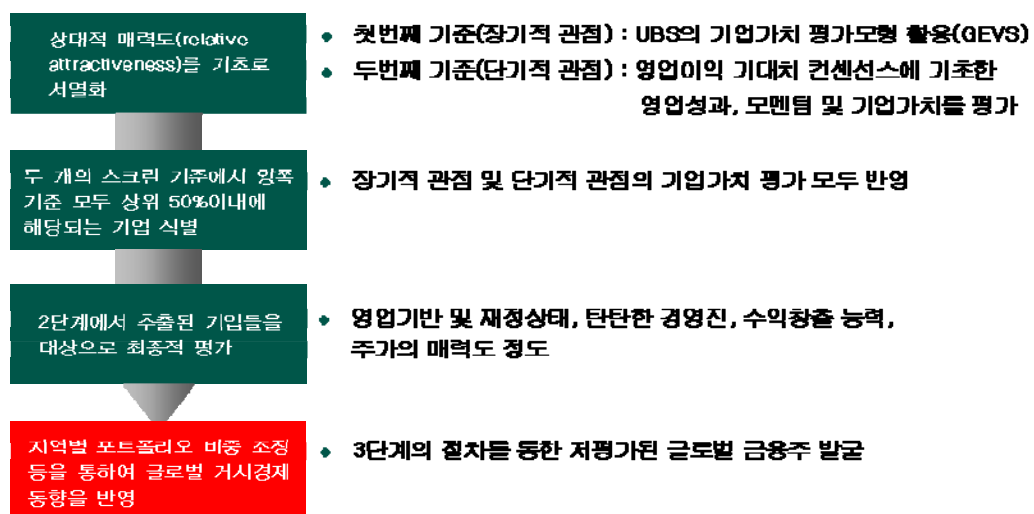 상대적 매력도(relative
attractiveness)를 기초로
서열화
• 첫번째 기준(장기적 관점) : UBS의 기업가치 평가모형 활용(GEVS)
• 두번째 기준(단기적 관점) : 영업이익 기대치 컨센선스에 기초한
영업성과, 모멘텀 및 기업가치를 평가
두 개의 스크린 기준에서 양쪽
기준 모두 상위 50%이내에
해당되는 기업 식별
• 장기적 관점 및 단기적 관점의 기업가치 평가 모두 반영
2단계에서 추출된 기업들을
대상으로 최종적 평가
• 영업기반 및 재정상태, 탄탄한 경영진, 수익창출 능력,
주가의 매력도 정도
지역별 포트폴리오 비중 조정
등을 통하여 글로벌 거시경제
동향을 반영
• 3단계의 절차를 통한 저평가된 글로벌 금융주 발굴